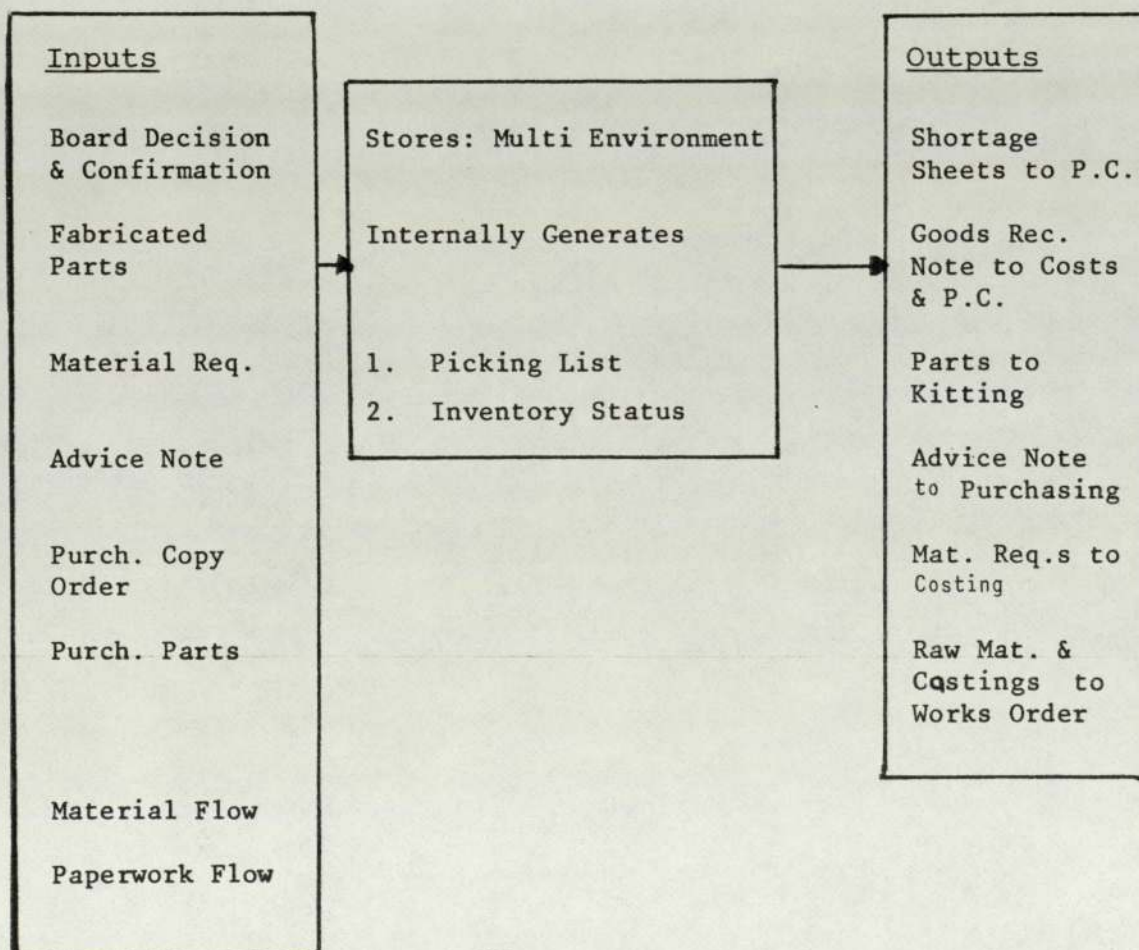 Inputs
Board Decision
& Confirmation
Fabricated
Parts
Material Req.
Advice Note
Purch. Copy
Order
Purch. Parts
Material Flow
Paperwork Flow
Stores: Multi Environment
Internally Generates
1. Picking List
2. Inventory Status
Outputs
Shortage
Sheets to P.C.
Goods Rec.
Note to Costs
& P.C.
Parts to
Kitting
Advice Note
to Purchasing
Mat. Req.s to
Costing
Raw Mat. &
Castings to
Works Order